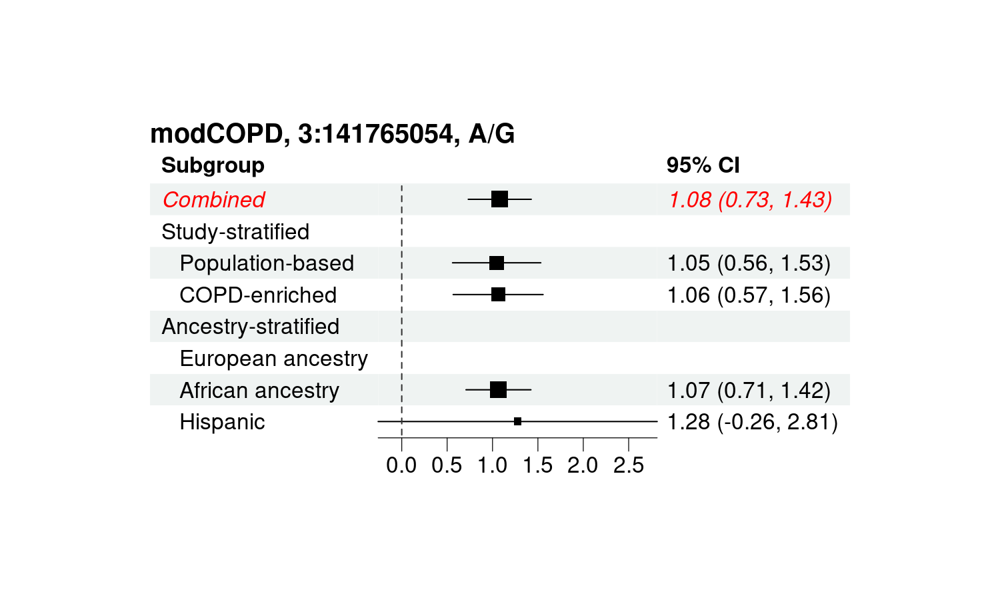 modCOPD, 3:141765054, A/G
Subgroup 95% CI
Combined 1.08 (0.73, 1.43)
Study-stratified
Population-based 1.05 (0.56, 1.53)
COPD-enriched 1.06 (0.57, 1.56)
Ancestry-stratified
European ancestry
African ancestry 1.07 (0.71, 1.42)
Hispanic 1.28 (-0.26, 2.81)
0.0 0.5 1.0 1.5 2.0 2.5